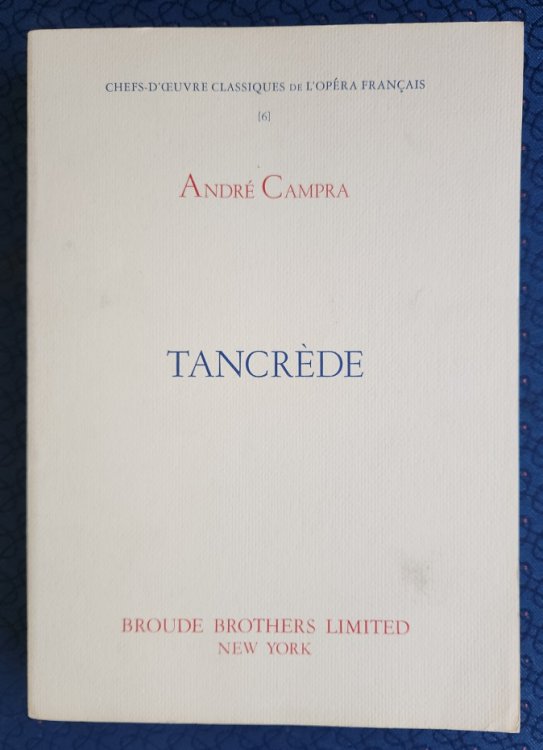 CHEFS-D'ŒUVRE CLASSIQUES DE L'OPÉRA FRANÇAIS
[6]
ANDRÉ CAMPRA
TANCRÈDE
BROUDE BROTHERS LIMITED
NEW YORK